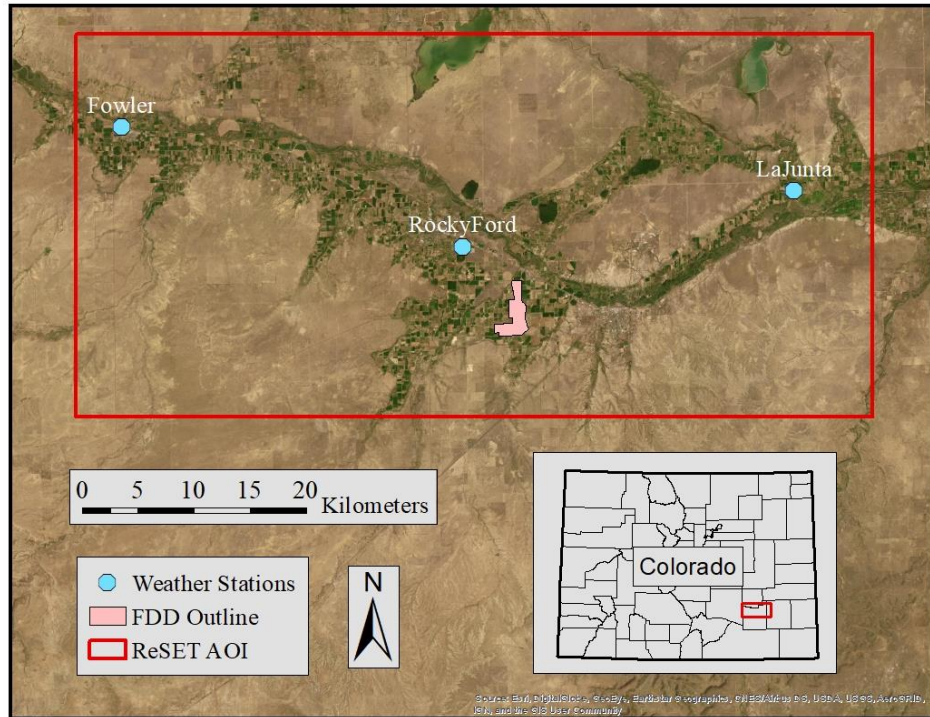 Fowler
LaJunta
RockyFord
0 5 10 15 20
Kilometers
Colorado
Weather Stations
FDD Outline
ReSET AOI
N
Source: Esri, DigitalGlobe, GeoEye, Earthstar Geographics, CNES/Airbus DS, USDA, USGS, AeroGRID,
IGN, and the GIS User Community